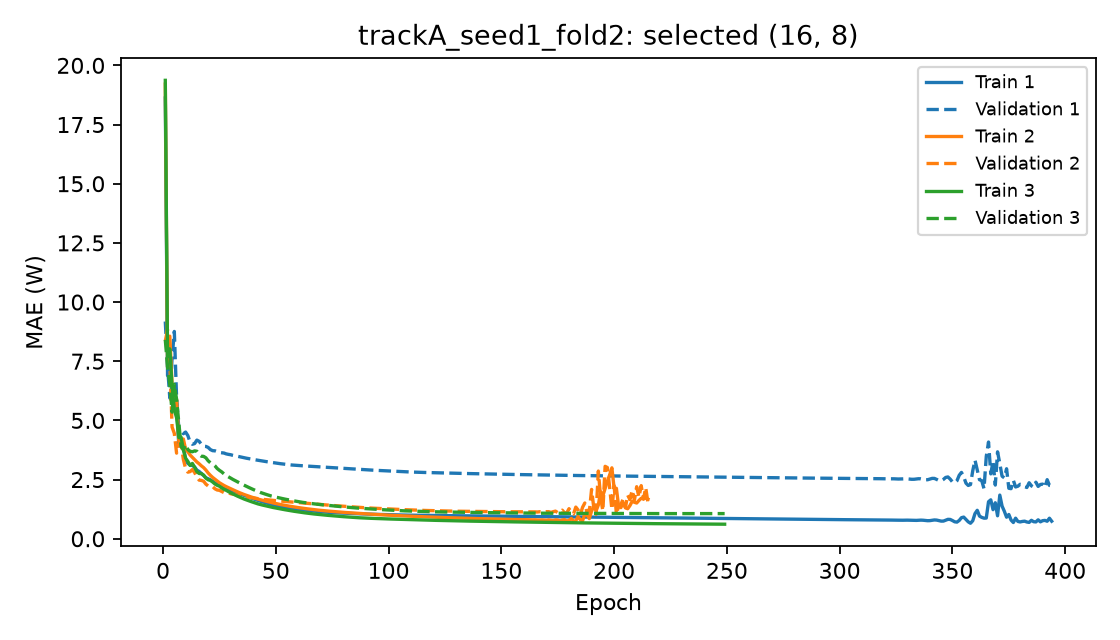 trackA_seed1_fold2: selected (16, 8)
20.0
17.5
15.0
12.5
10.0
7.5
5.0
2.5
0.0
MAE (W)
Train 1
Validation 1
Train 2
Validation 2
Train 3
Validation 3
0 50 100 150 200 250 300 350 400
Epoch